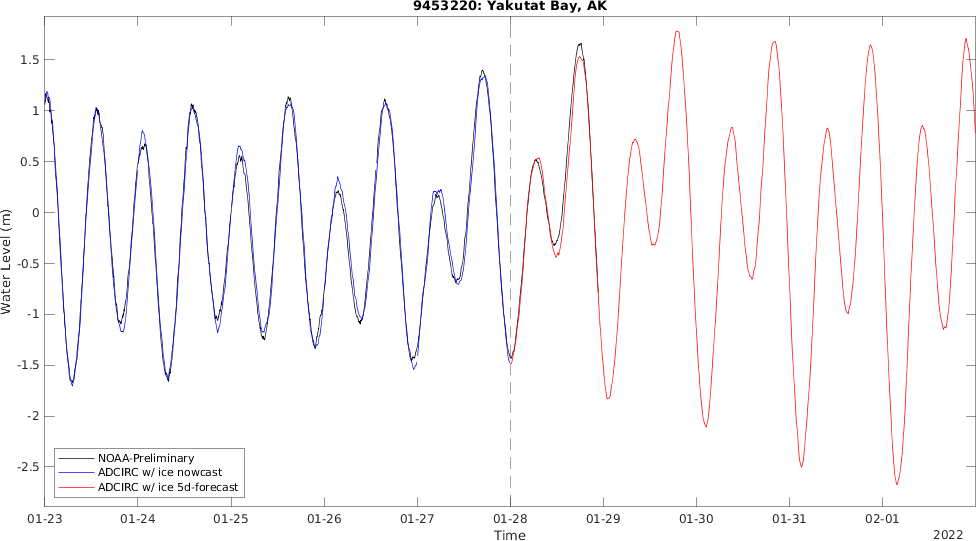 9453220: Yakutat Bay, AK
Water Level (m)
1.5
1
0.5
0
-0.5
-1
-1.5
-2
-2.5
NOAA-Preliminary
ADCIRC w/ ice nowcast
ADCIRC w/ ice 5d-forecast
01-23 01-24 01-25 01-26 01-27 01-28 01-29 01-30 01-31 02-01
Time
2022